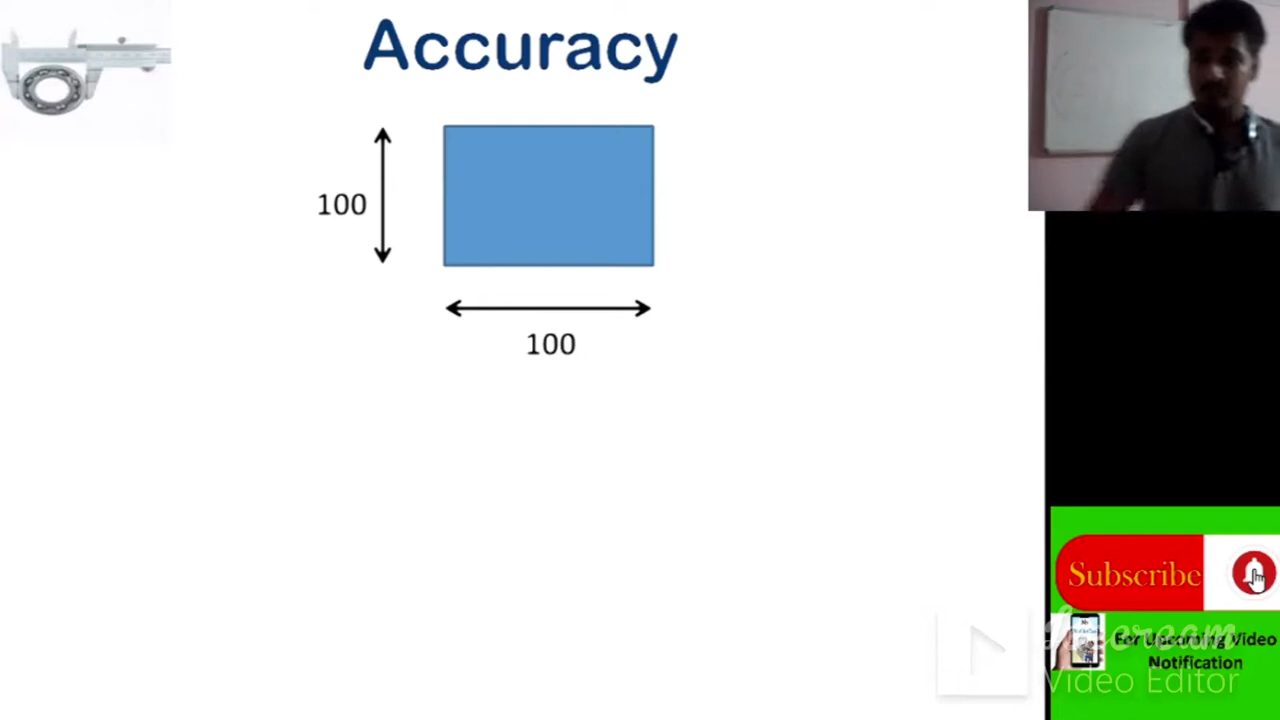 Accuracy
100
100
Subscribe
For Upcoming Video
Notification
Video Editor